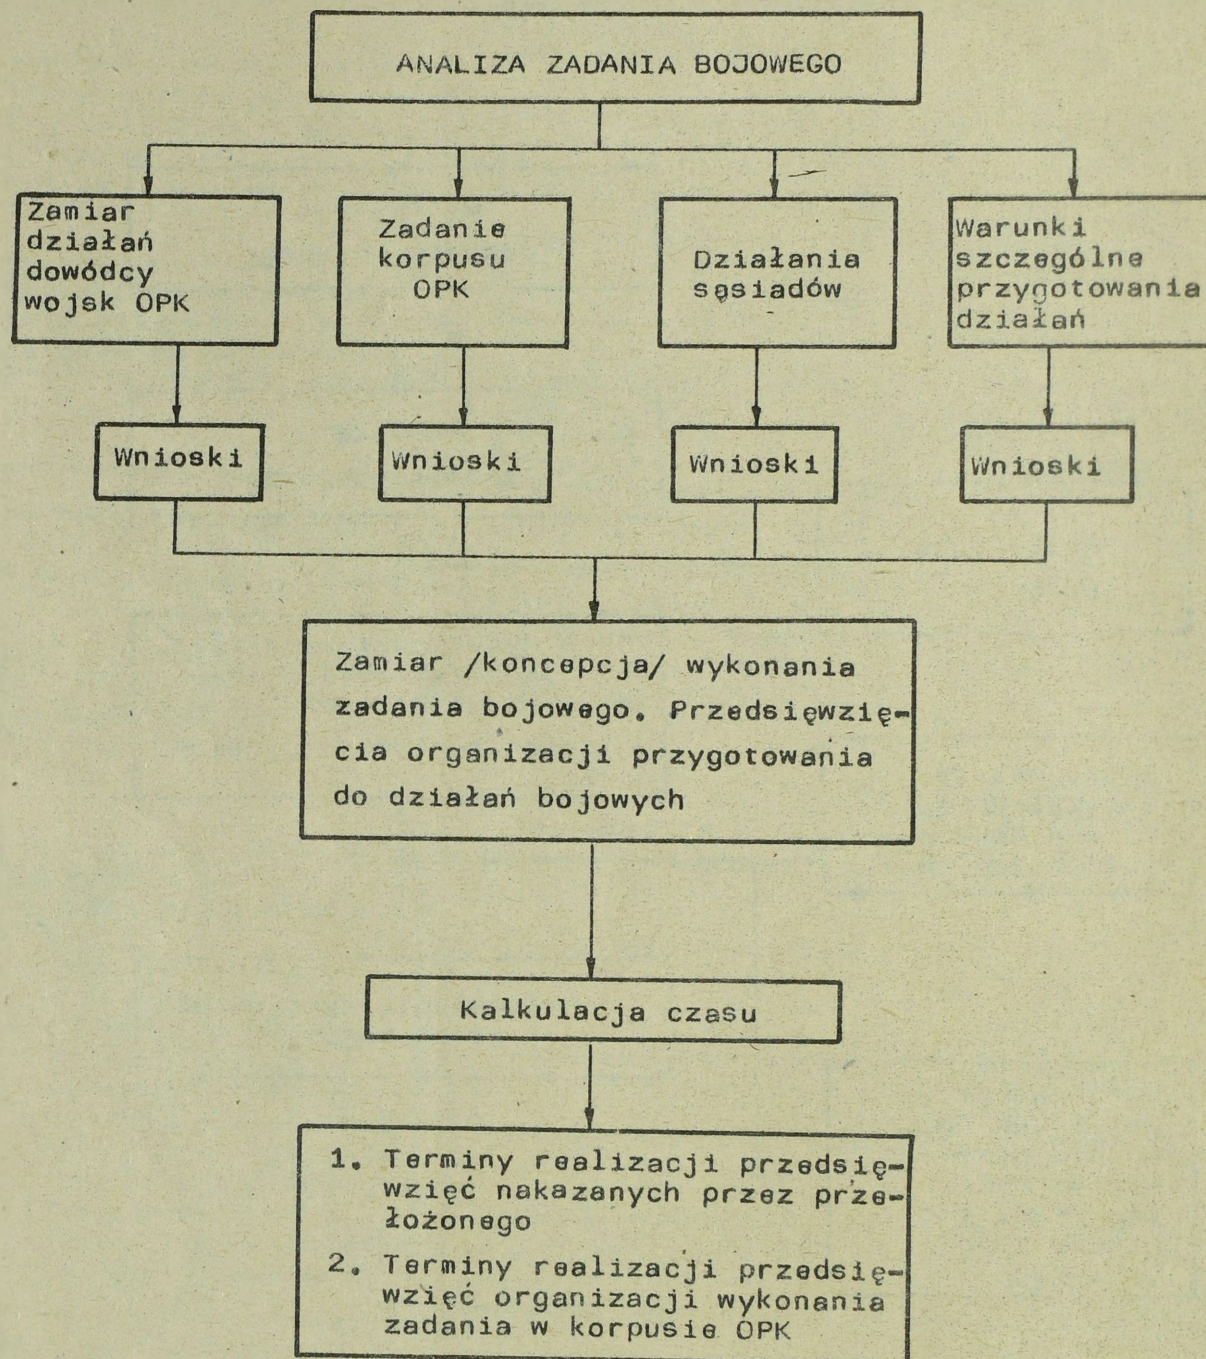 ANALIZA ZADANIA BOJOWEGO
Zamiar
działań
dowódcy
wojsk OPK
Zadanie
korpusu
OPK
Działania
sąsiadów
Warunki
szczególne
przygotowania
działań
Wnioski
Wnioski
Wnioski
Wnioski
Zamiar /koncepcja/ wykonania
zadania bojowego. Przedsięwzię-
cia organizacji przygotowania
do działań bojowych
Kalkulacja czasu
1. Terminy realizacji przedsię-
wzięć nakazanych przez prze-
łożonego
2. Terminy realizacji przedsię-
wzięć organizacji wykonania
zadania w korpusie OPK